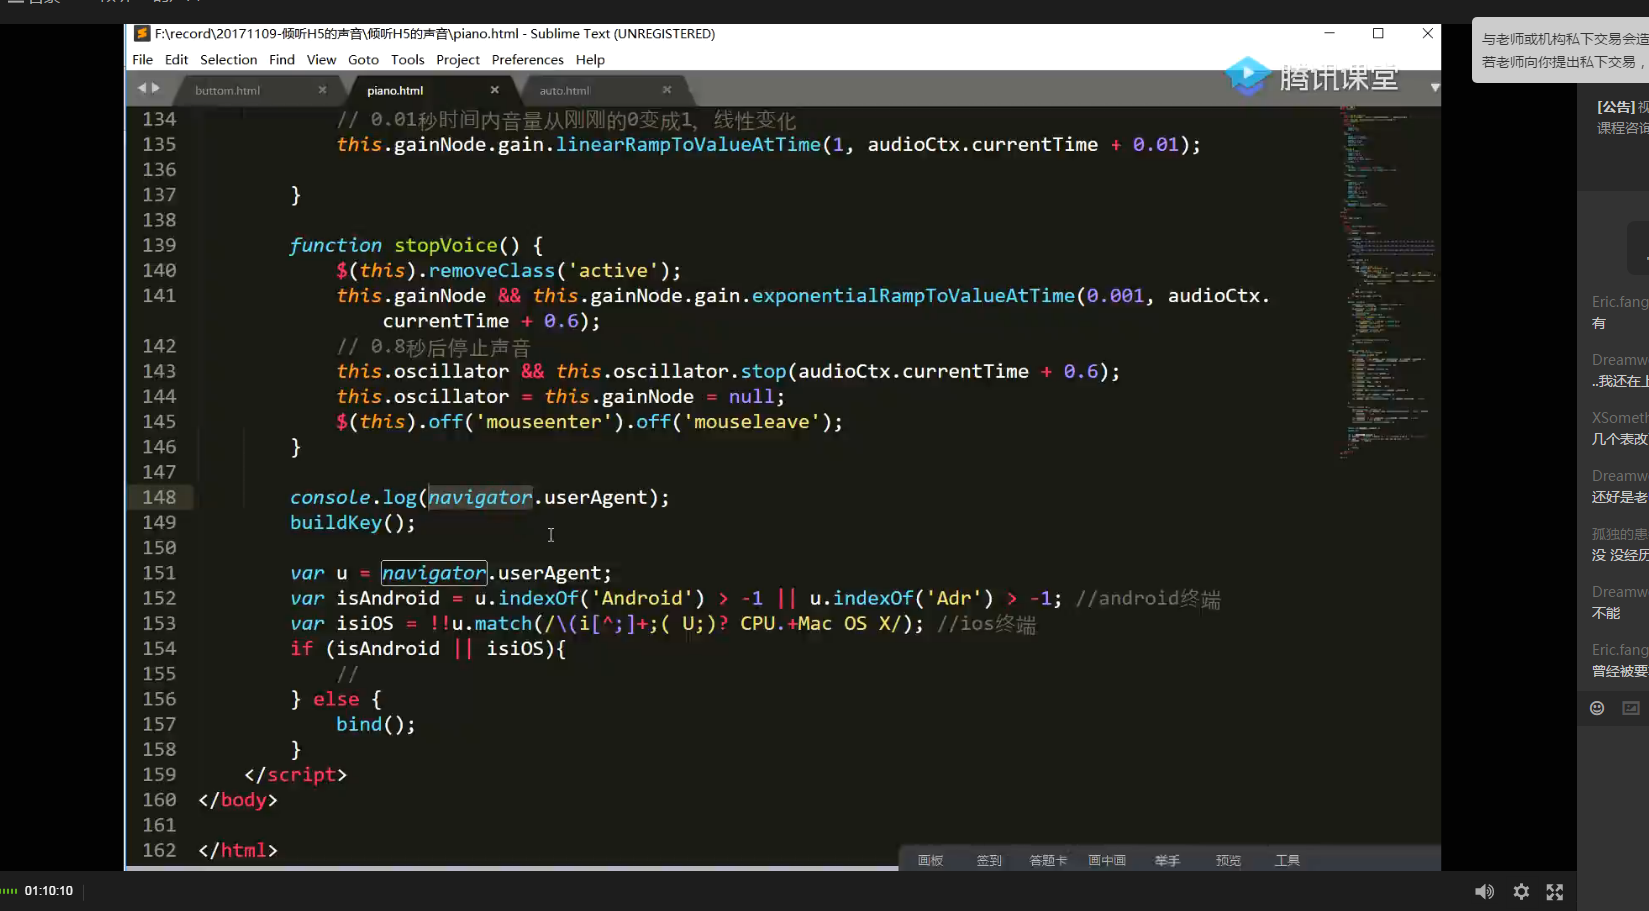 F:\record\20171109-倾听H5的声音\倾听H5的声音\piano.html - Sublime Text (UNREGISTERED)
File Edit Selection Find View Goto Tools Project Preferences Help
buttom.html × piano.html × auto.html ×
腾讯课堂
134 // 0.01秒时间内音量从刚刚的0变成1, 线性变化
135 this.gainNode.gain.linearRampToValueAtTime(1, audioCtx.currentTime + 0.01);
136
137 }
138
139 function stopVoice() {
140 $(this).removeClass('active');
141 this.gainNode && this.gainNode.gain.exponentialRampToValueAtTime(0.001, audioCtx.
currentTime + 0.6);
142 // 0.8秒后停止声音
143 this.oscillator && this.oscillator.stop(audioCtx.currentTime + 0.6);
144 this.oscillator = this.gainNode = null;
145 $(this).off('mouseenter').off('mouseleave');
146 }
147
148 console.log(navigator.userAgent);
149 buildKey();
150
151 var u = navigator.userAgent;
152 var isAndroid = u.indexOf('Android') > -1 || u.indexOf('Adr') > -1; //android终端
153 var isiOS = !!u.match(/\(i[^;]+;( U;)? CPU.+Mac OS X/); //ios终端
154 if (isAndroid || isiOS){
155 //
156 } else {
157 bind();
158 }
159 </script>
160 </body>
161
162 </html>
画板 签到 答题卡 画中画 举手 预览 工具
01:10:10
与老师或机构私下交易会造
若老师向你提出私下交易，
[公告] 视
课程咨询
Eric.fang
有
Dreamw
..我还在上
XSometh
几个表改
Dreamw
还好是老
孤独的患
没 没经历
Dreamw
不能
Eric.fang
曾经被要